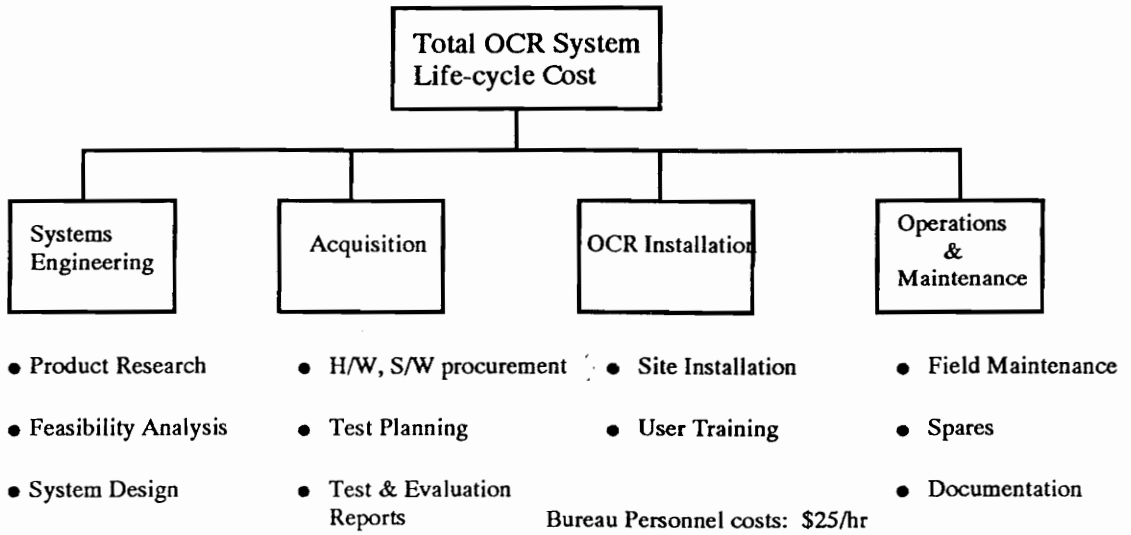 Total OCR System
Life-cycle Cost
Systems
Engineering
Acquisition
OCR Installation
Operations
&
Maintenance
• Product Research
• Feasibility Analysis
• System Design
• H/W, S/W procurement
• Test Planning
• Test & Evaluation
Reports
• Site Installation
• User Training
• Field Maintenance
• Spares
• Documentation
Bureau Personnel costs: $25/hr